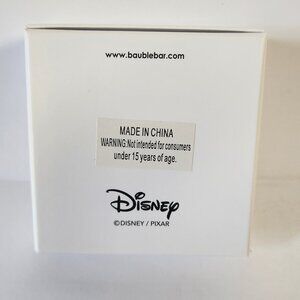 www.baublebar.com
MADE IN CHINA
WARNING:Not intended for consumers
under 15 years of age.
Disney
©DISNEY / PIXAR